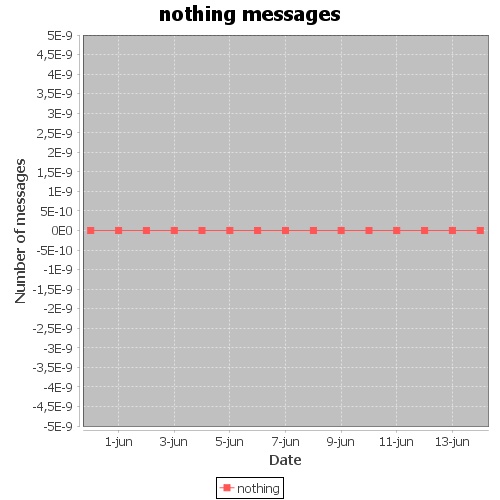 nothing messages
5E-9
4,5E-9
4E-9
3,5E-9
3E-9
2,5E-9
2E-9
1,5E-9
1E-9
5E-10
0E0
-5E-10
-1E-9
-1,5E-9
-2E-9
-2,5E-9
-3E-9
-3,5E-9
-4E-9
-4,5E-9
-5E-9
Number of messages
1-jun 3-jun 5-jun 7-jun 9-jun 11-jun 13-jun
Date
nothing